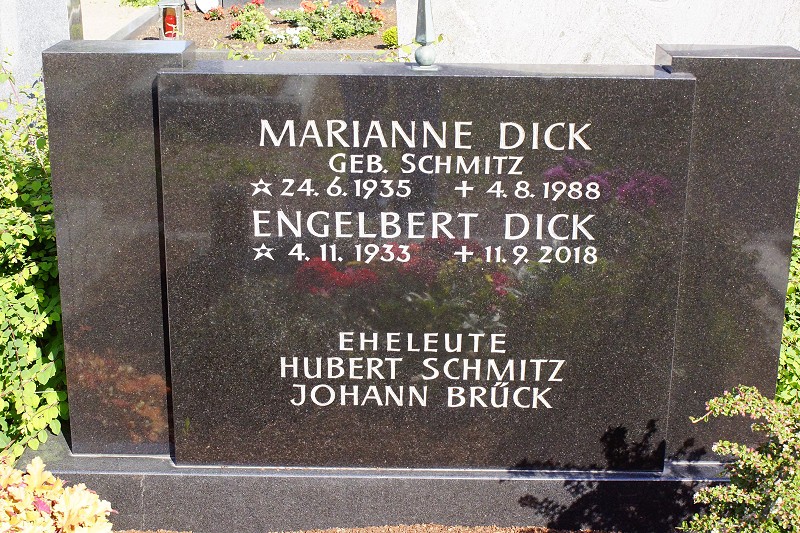 MARIANNE DICK
GEB. SCHMITZ
☆ 24. 6. 1935 + 4. 8. 1988
ENGELBERT DICK
☆ 4. 11. 1933 + 11. 9. 2018
EHELEUTE
HUBERT SCHMITZ
JOHANN BRŰCK